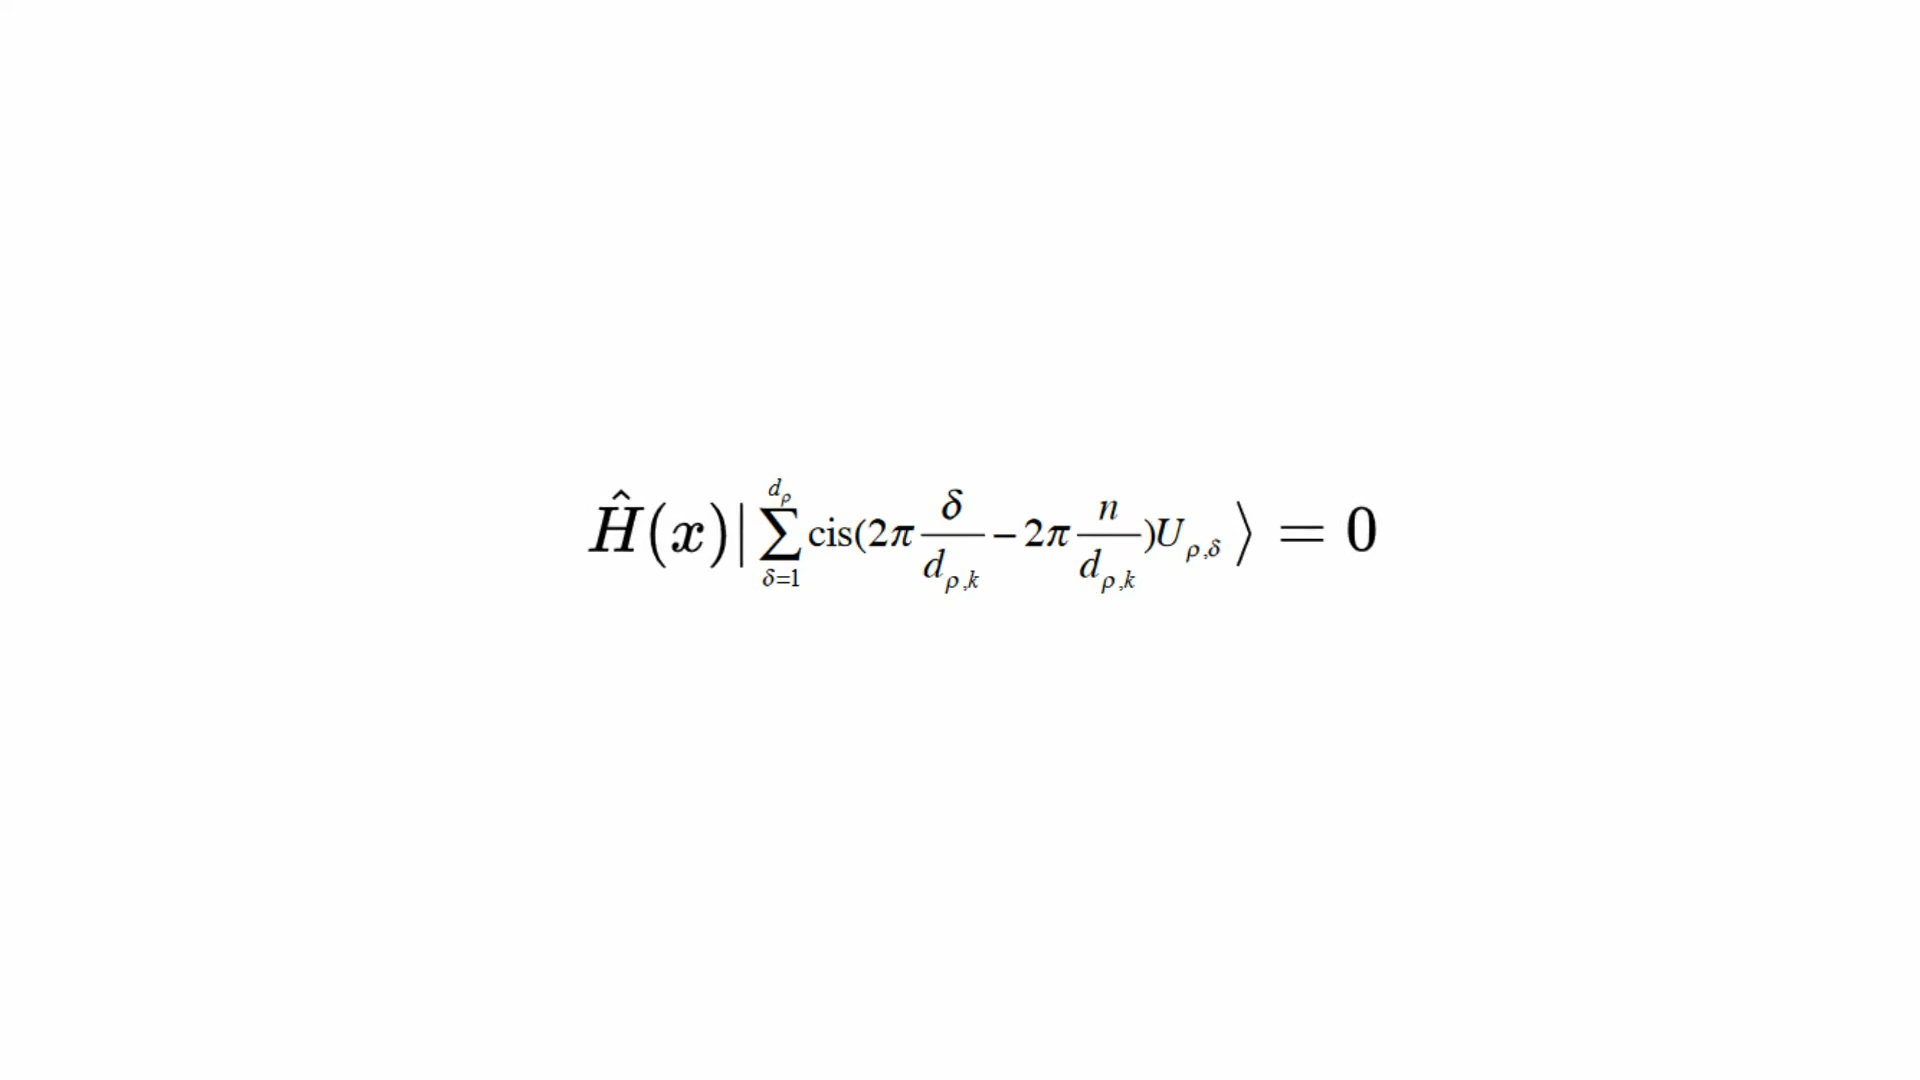 Ĥ(x)| ∑_{δ=1}^{d_ρ} cis(2π δ/d_{ρ,k} − 2π n/d_{ρ,k})U_{ρ,δ} ⟩ = 0